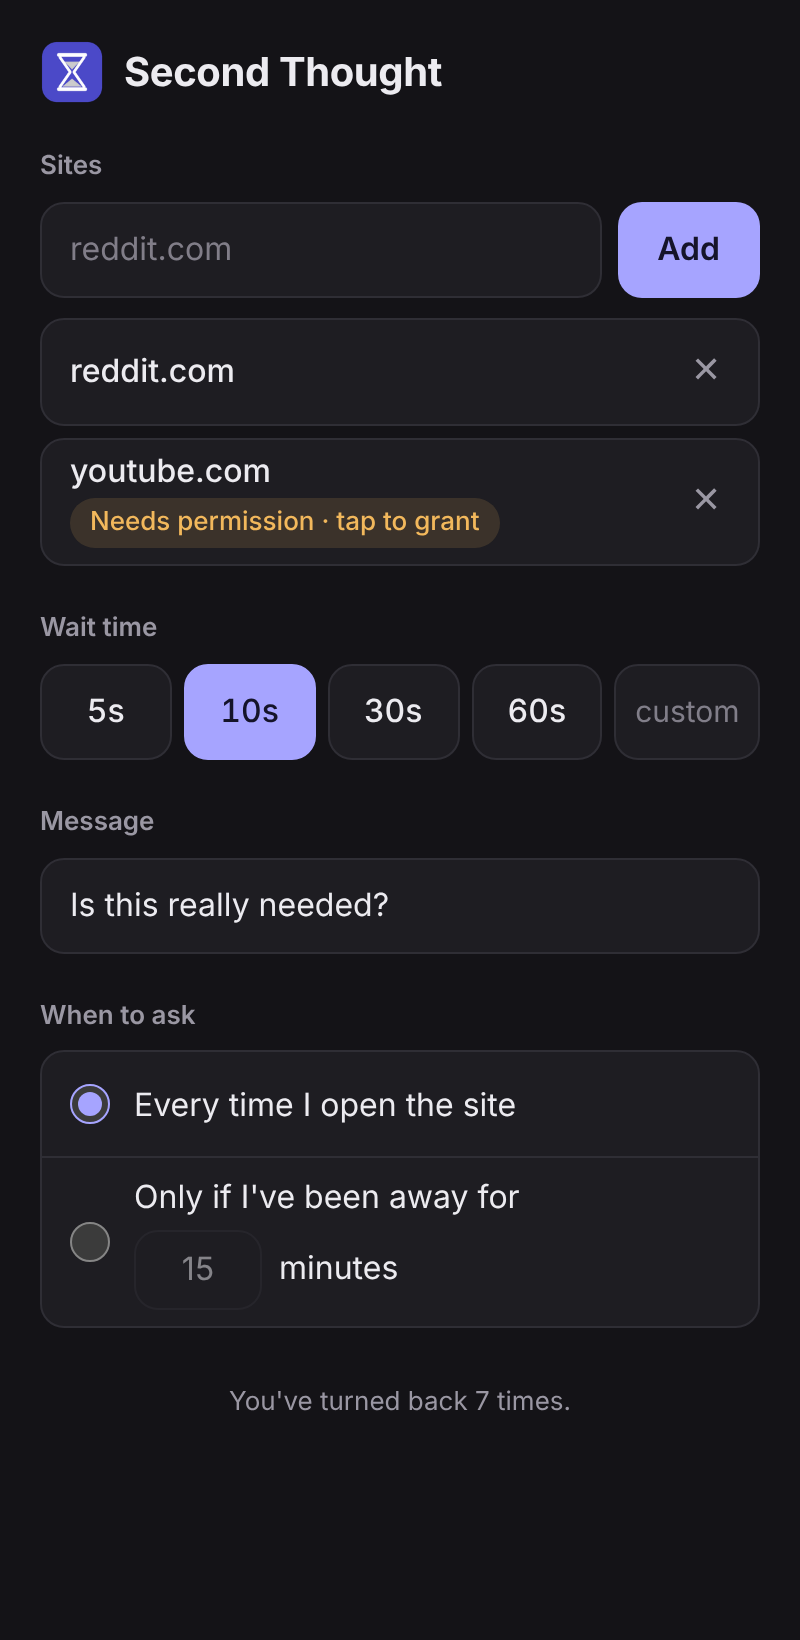 Second Thought
Sites
reddit.com
Add
reddit.com
youtube.com
Needs permission · tap to grant
Wait time
5s 10s 30s 60s custom
Message
Is this really needed?
When to ask
Every time I open the site
Only if I've been away for
15 minutes
You've turned back 7 times.